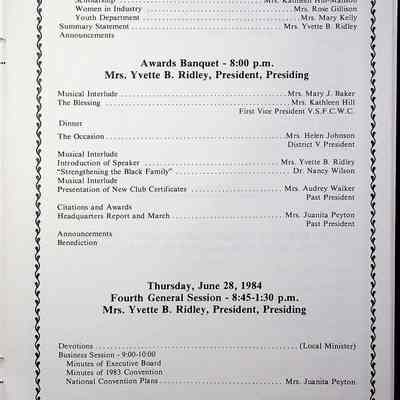 Scholarship ........ Mrs. Kathleen Hill-Maltson
Women in Industry ........ Mrs. Rose Gillison
Youth Department ........ Mrs. Mary Kelly
Summary Statement ........ Mrs. Yvette B. Ridley
Announcements
Awards Banquet - 8:00 p.m.
Mrs. Yvette B. Ridley, President, Presiding
Musical Interlude ........ Mrs. Mary J. Baker
The Blessing ........ Mrs. Kathleen Hill
First Vice President V.S.F.C.W.C.
Dinner
The Occasion ........ Mrs. Helen Johnson
District V President
Musical Interlude
Introduction of Speaker ........ Mrs. Yvette B. Ridley
"Strengthening the Black Family" ........ Dr. Nancy Wilson
Musical Interlude
Presentation of New Club Certificates ........ Mrs. Audrey Walker
Past President
Citations and Awards
Headquarters Report and March ........ Mrs. Juanita Peyton
Past President
Announcements
Benediction
Thursday, June 28, 1984
Fourth General Session - 8:45-1:30 p.m.
Mrs. Yvette B. Ridley, President, Presiding
Devotions ........ (Local Minister)
Business Session - 9:00-10:00
Minutes of Executive Board
Minutes of 1983 Convention
National Convention Plans ........ Mrs. Juanita Peyton